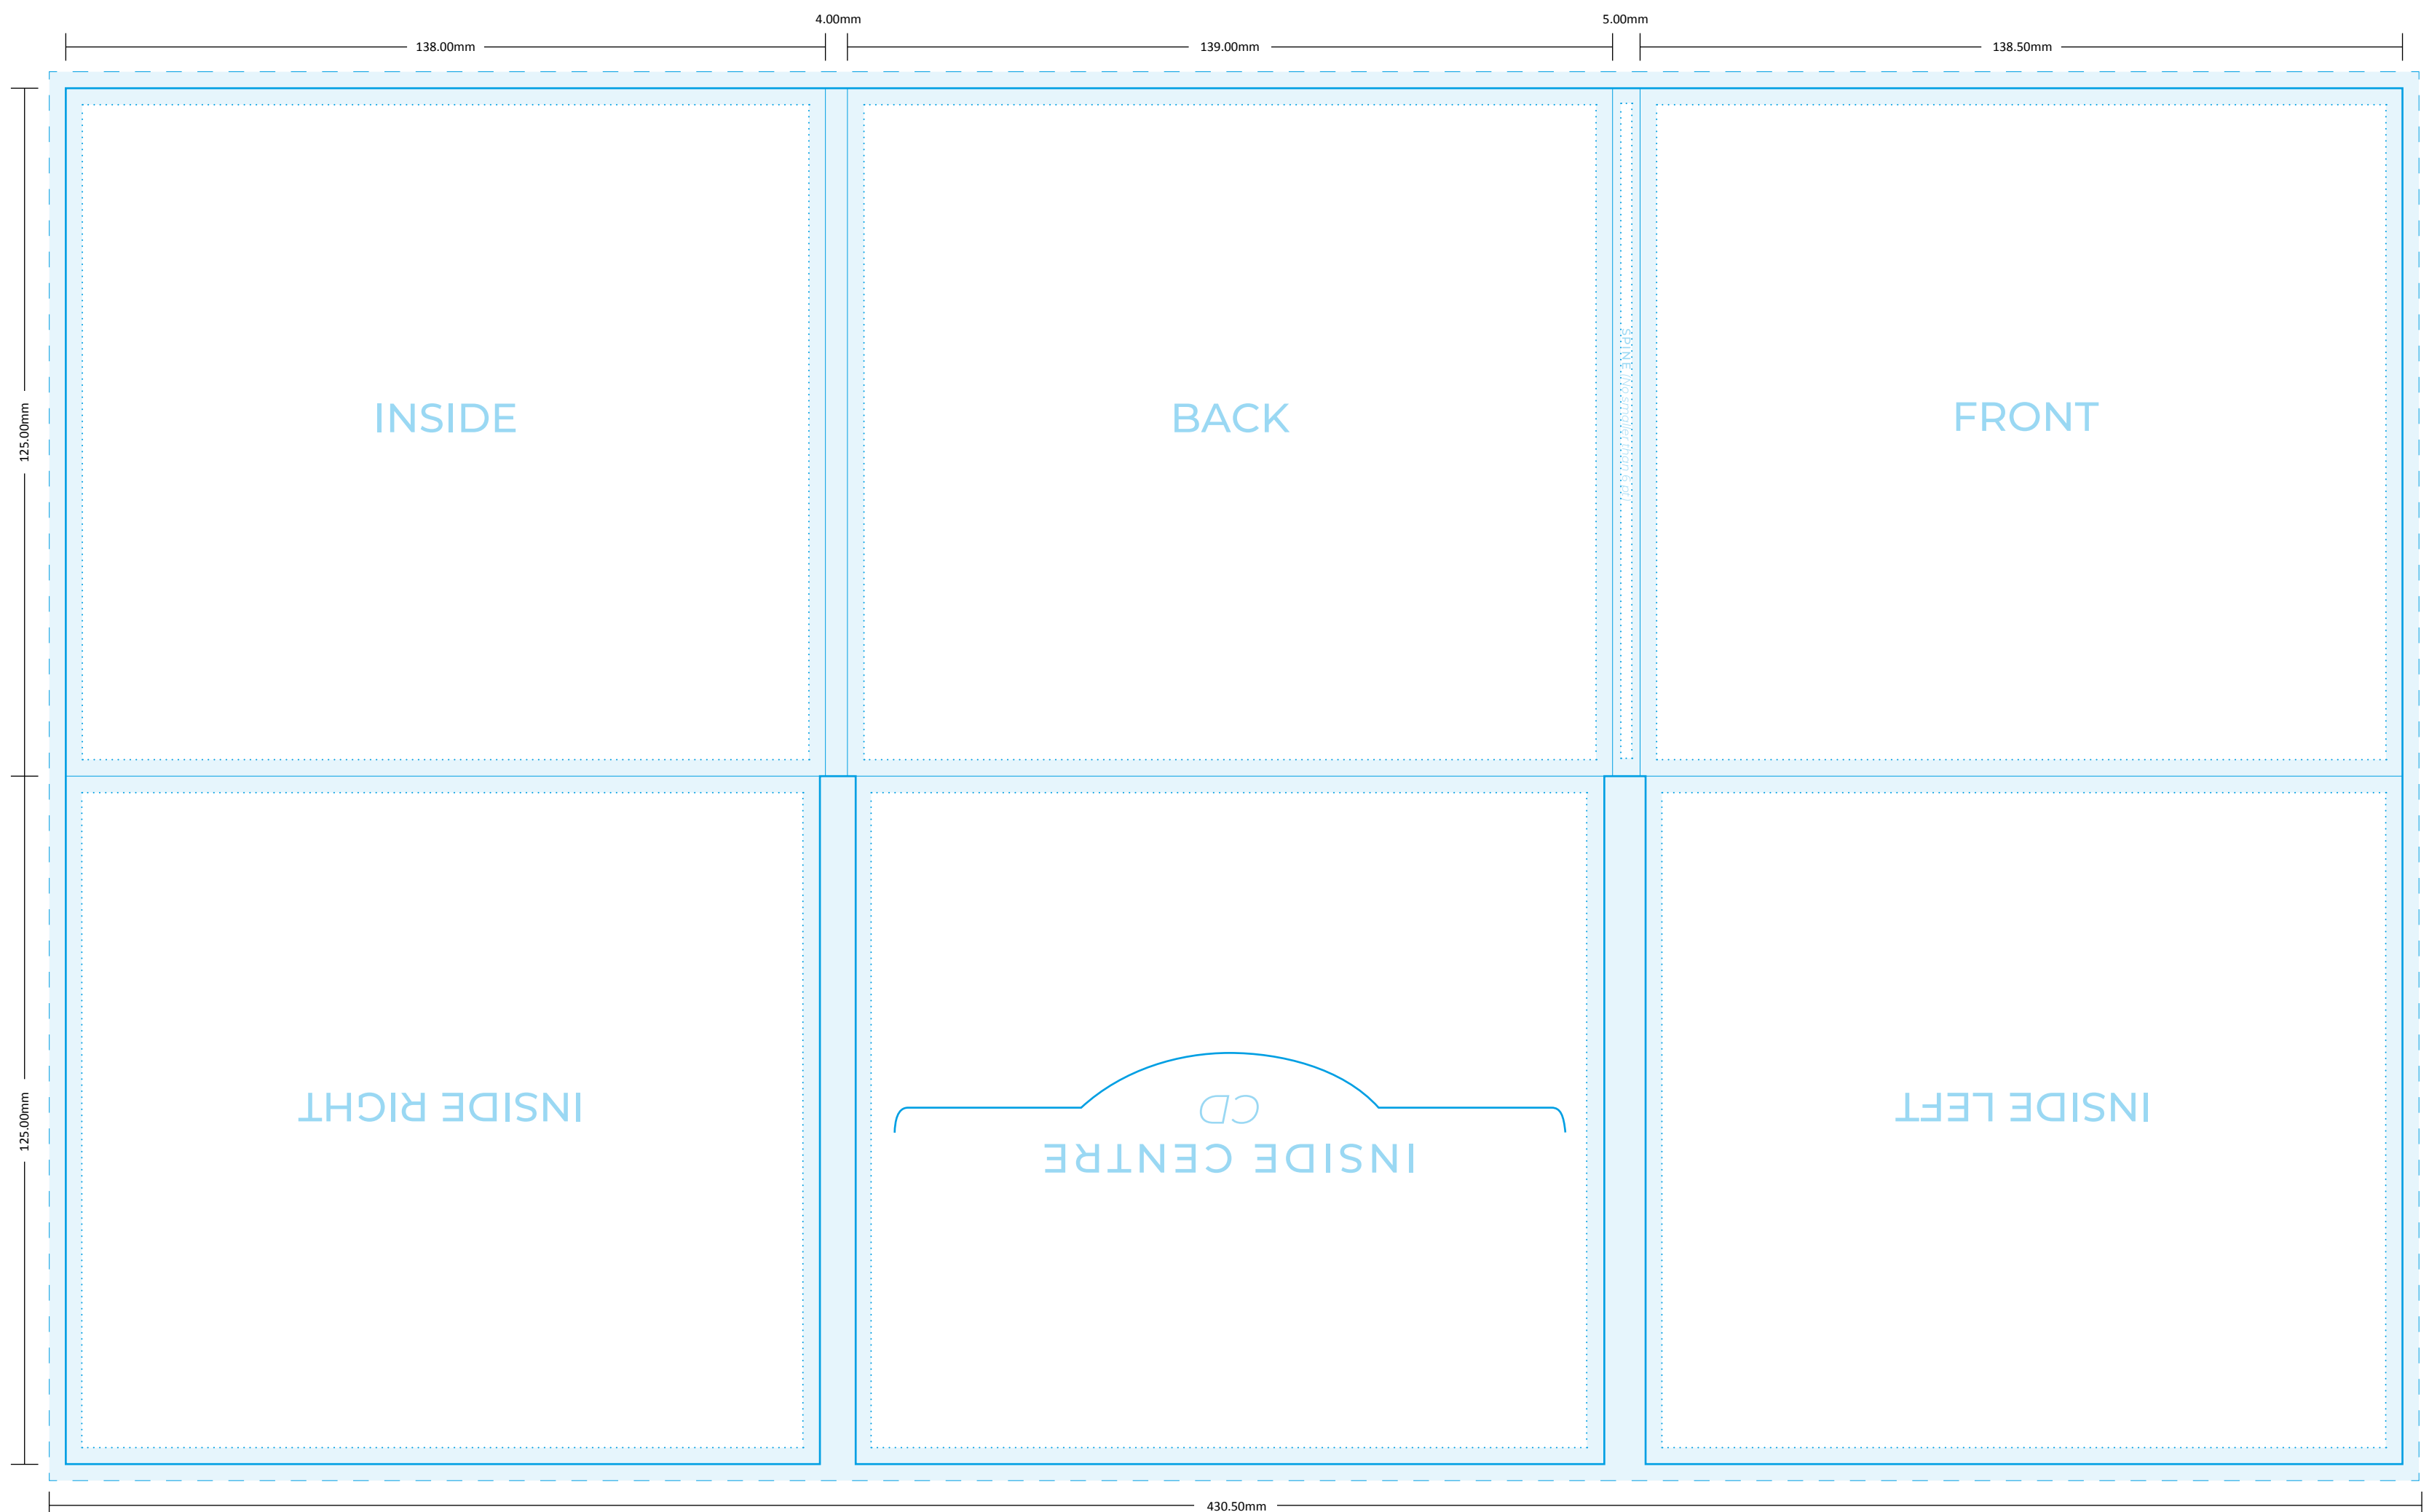 4.00mm
5.00mm
138.00mm
139.00mm
138.50mm
125.00mm
INSIDE
BACK
SPINE
FRONT
125.00mm
INSIDE RIGHT
CD
INSIDE CENTRE
INSIDE LEFT
430.50mm